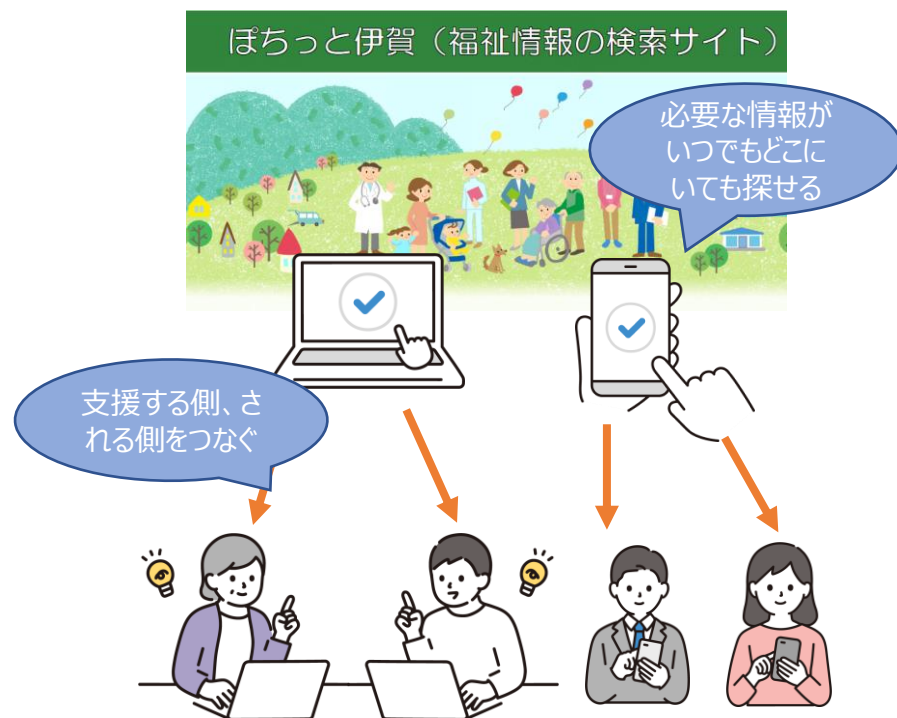 ぽちっと伊賀（福祉情報の検索サイト）
必要な情報が
いつでもどこに
いても探せる
支援する側、さ
れる側をつなぐ